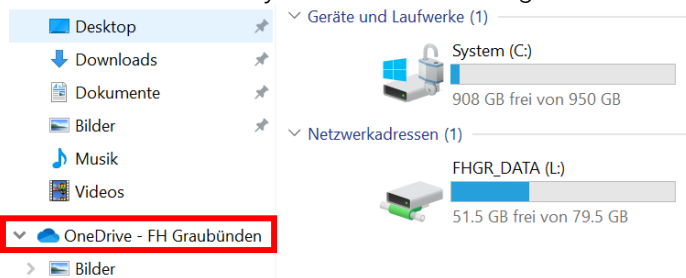 Desktop
Downloads
Dokumente
Bilder
Musik
Videos
OneDrive - FH Graubünden
Bilder
Geräte und Laufwerke (1)
System (C:)
908 GB frei von 950 GB
Netzwerkadressen (1)
FHGR_DATA (L:)
51.5 GB frei von 79.5 GB